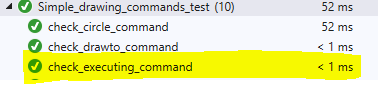 Simple_drawing_commands_test (10) 52 ms
check_circle_command 52 ms
check_drawto_command < 1 ms
check_executing_command < 1 ms